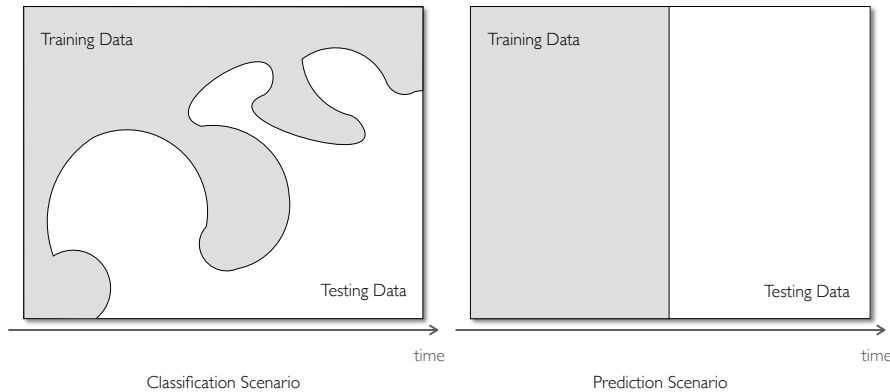 Training Data
Testing Data
time
Classification Scenario
Training Data
Testing Data
time
Prediction Scenario